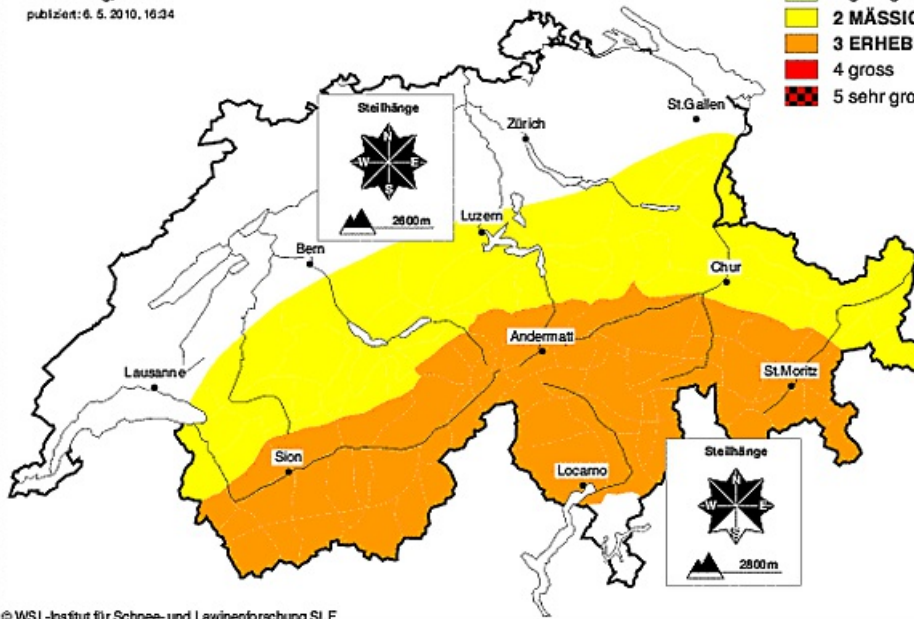 publiziert: 6. 5. 2010, 16:34
2 MÄSSIG
3 ERHEB
4 gross
5 sehr gro
St.Gallen
Zürich
Steilhänge
N
W E
S
2600m
Luzern
Bern
Chur
Andermatt
Lausanne
St.Moritz
Sion
Locarno
Steilhänge
N
W E
S
2800m
© WSL-Institut für Schnee- und Lawinenforschung SLF